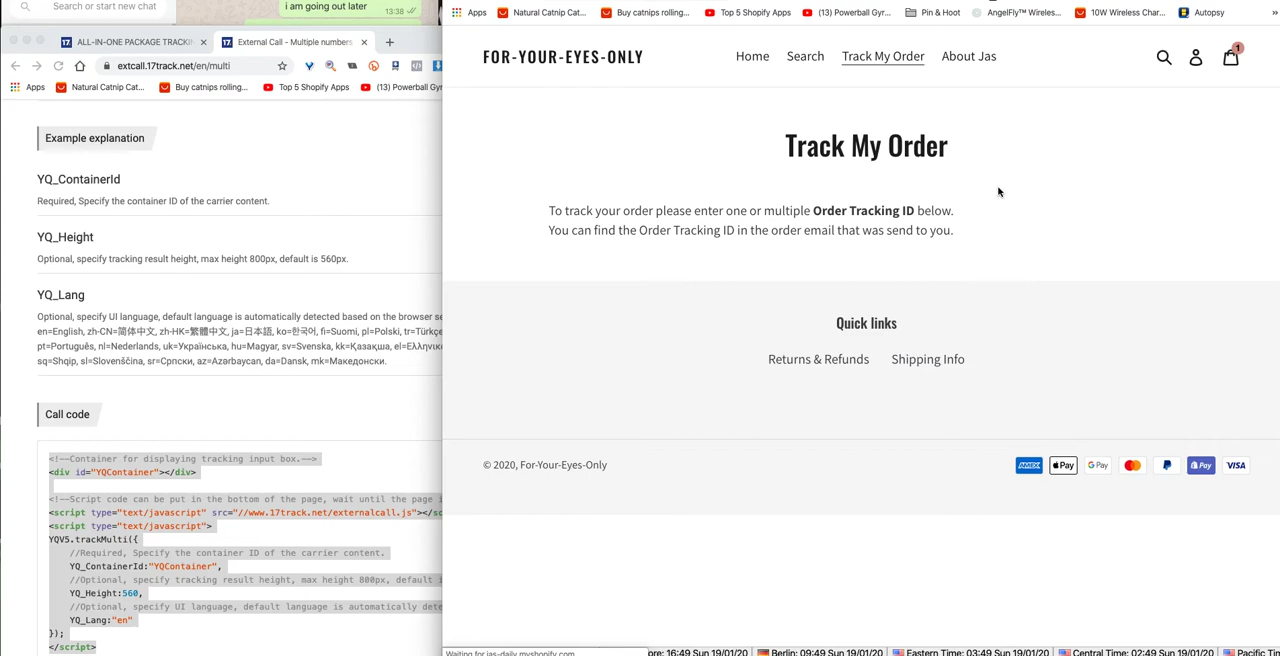 Search or start new chat
i am going out later
13:38
17 ALL-IN-ONE PACKAGE TRACKIN
17 External Call - Multiple numbers
extcall.17track.net/en/multi
Apps Natural Catnip Cat... Buy catnips rolling... Top 5 Shopify Apps (13) Powerball Gyr
Example explanation
YQ_ContainerId
Required, Specify the container ID of the carrier content.
YQ_Height
Optional, specify tracking result height, max height 800px, default is 560px.
YQ_Lang
Optional, specify UI language, default language is automatically detected based on the browser se
en=English, zh-CN=简体中文, zh-HK=繁體中文, ja=日本語, ko=한국어, fi=Suomi, pl=Polski, tr=Türkçe
pt=Português, nl=Nederlands, uk=Українська, hu=Magyar, sv=Svenska, kk=Қазақша, el=Ελληνικ
sq=Shqip, sl=Slovenščina, sr=Српски, az=Azərbaycan, da=Dansk, mk=Македонски.
Call code
<!--Container for displaying tracking input box.-->
<div id="YQContainer"></div>
<!--Script code can be put in the bottom of the page, wait until the page i
<script type="text/javascript" src="//www.17track.net/externalcall.js"></sc
<script type="text/javascript">
YQV5.trackMulti({
//Required, Specify the container ID of the carrier content.
YQ_ContainerId:"YQContainer",
//Optional, specify tracking result height, max height 800px, default i
YQ_Height:560,
//Optional, specify UI language, default language is automatically dete
YQ_Lang:"en"
});
</script>
Apps Natural Catnip Cat... Buy catnips rolling... Top 5 Shopify Apps (13) Powerball Gyr... Pin & Hoot AngelFly™ Wireles... 10W Wireless Char... Autopsy »
FOR-YOUR-EYES-ONLY
Home Search Track My Order About Jas
1
Track My Order
To track your order please enter one or multiple Order Tracking ID below.
You can find the Order Tracking ID in the order email that was send to you.
Quick links
Returns & Refunds Shipping Info
© 2020, For-Your-Eyes-Only
AMEX Pay G Pay Pay VISA
Waiting for jas-daily.myshopify.com
ore: 16:49 Sun 19/01/20 Berlin: 09:49 Sun 19/01/20 Eastern Time: 03:49 Sun 19/01/20 Central Time: 02:49 Sun 19/01/20 Pacific Ti